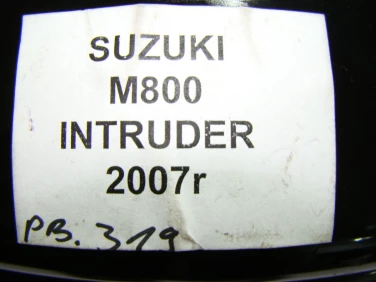 SUZUKI
M800
INTRUDER
2007r
PB. 319